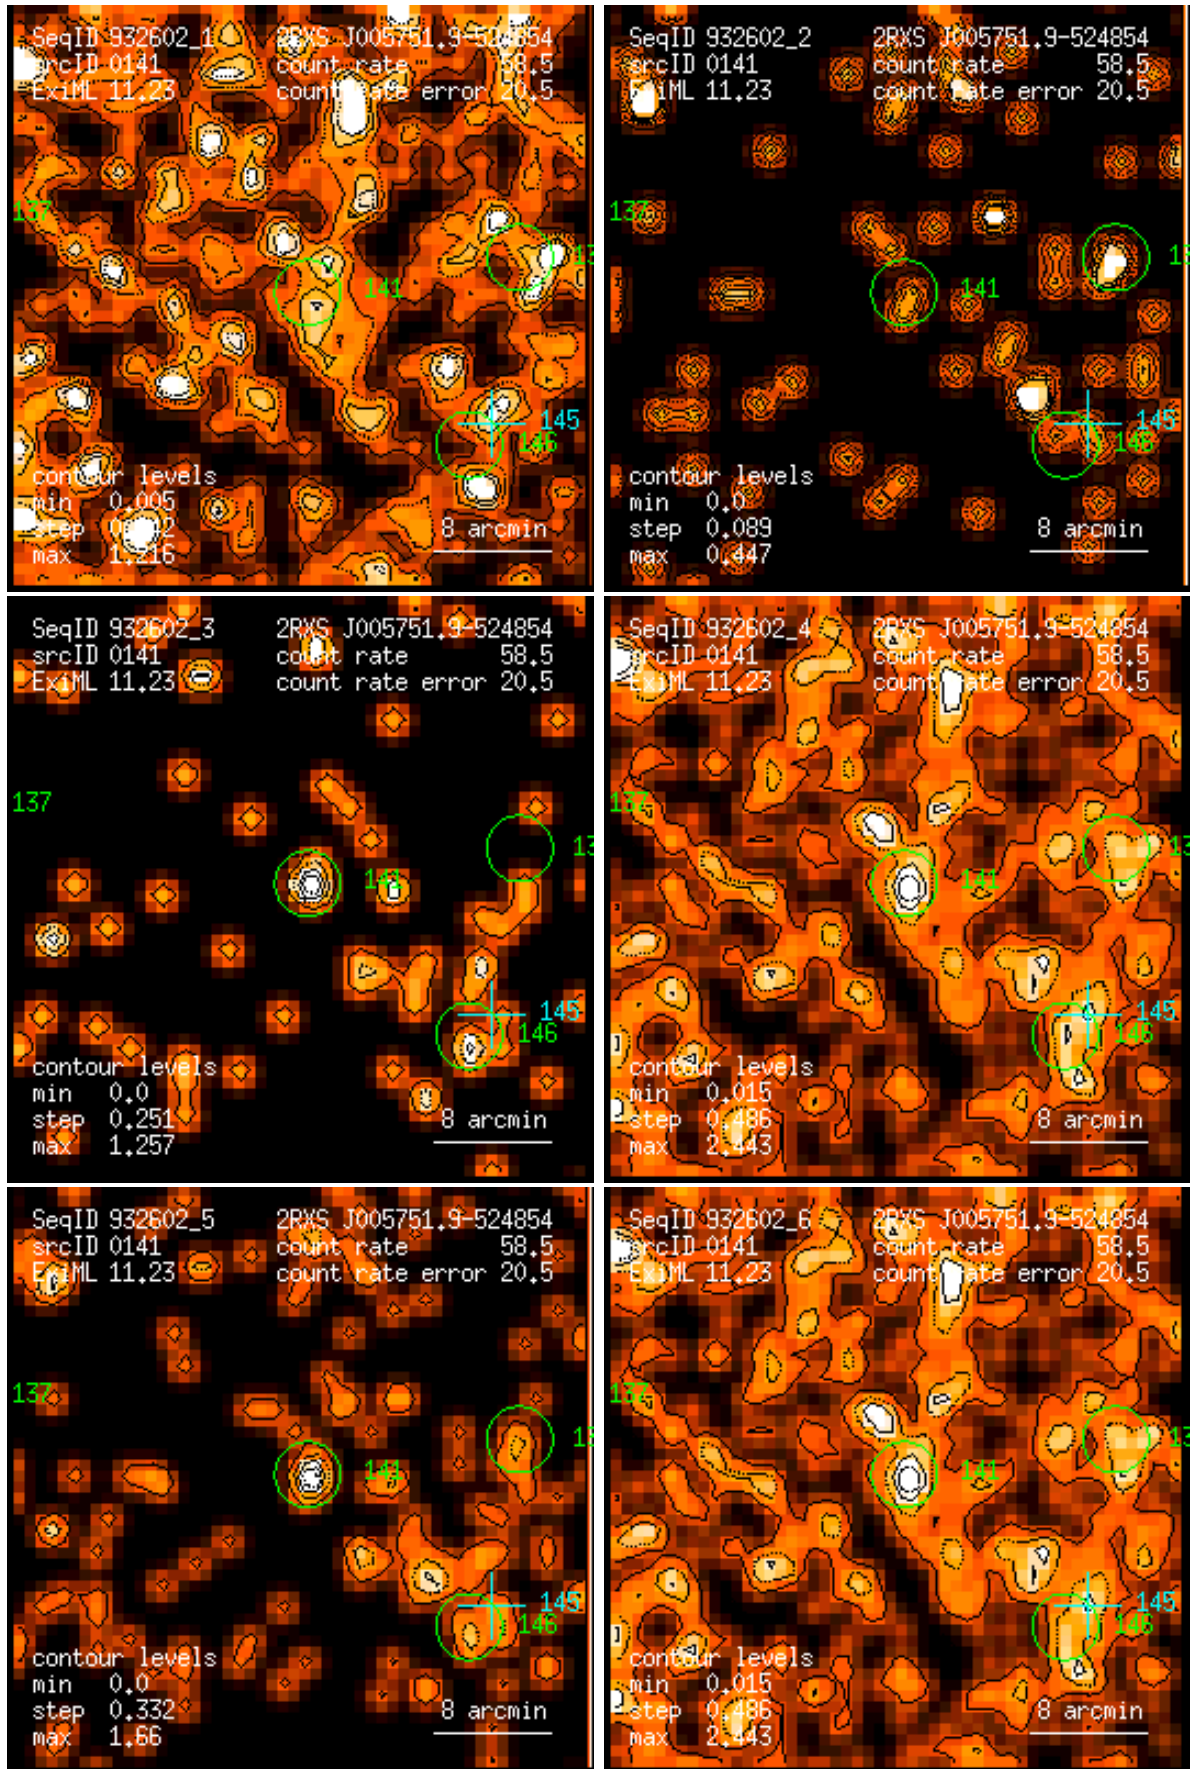 SeqID 932602_1 2RXS J005751.9-524854
srcID 0141 count rate 58.5
ExiML 11.23 count rate error 20.5
137
13
141
145
146
contour levels
min 0.005
step
max 1.216
8 arcmin
SeqID 932602_2 2RXS J005751.9-524854
srcID 0141 count rate 58.5
ExiML 11.23 count rate error 20.5
137
13
141
145
146
contour levels
min 0.0
step 0.089
max 0.447
8 arcmin
SeqID 932602_3 2RXS J005751.9-524854
srcID 0141 count rate 58.5
ExiML 11.23 count rate error 20.5
137
13
141
145
146
contour levels
min 0.0
step 0.251
max 1.257
8 arcmin
SeqID 932602_4 2RXS J005751.9-524854
srcID 0141 count rate 58.5
ExiML 11.23 count rate error 20.5
137
13
141
145
146
contour levels
min 0.015
step 0.486
max 2.443
8 arcmin
SeqID 932602_5 2RXS J005751.9-524854
srcID 0141 count rate 58.5
ExiML 11.23 count rate error 20.5
137
13
141
145
146
contour levels
min 0.0
step 0.332
max 1.66
8 arcmin
SeqID 932602_6 2RXS J005751.9-524854
srcID 0141 count rate 58.5
ExiML 11.23 count rate error 20.5
137
13
141
145
146
contour levels
min 0.015
step 0.486
max 2.443
8 arcmin